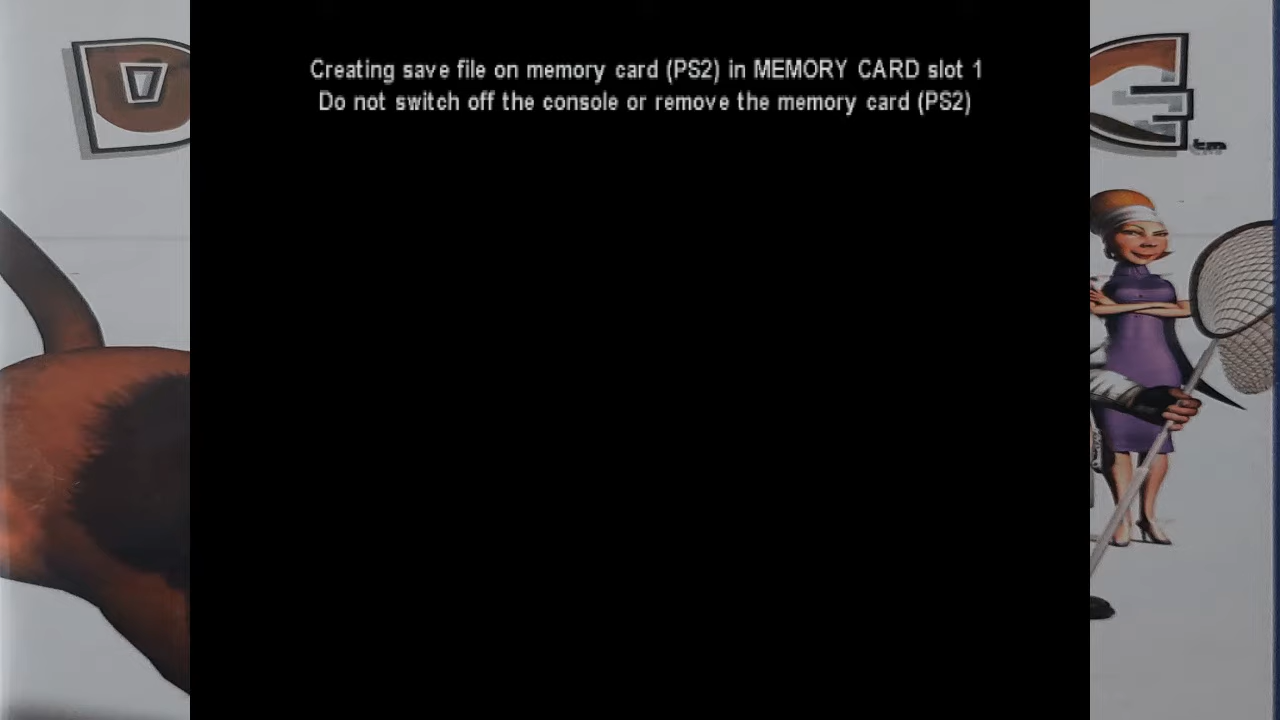 Creating save file on memory card (PS2) in MEMORY CARD slot 1
Do not switch off the console or remove the memory card (PS2)
D
E tm